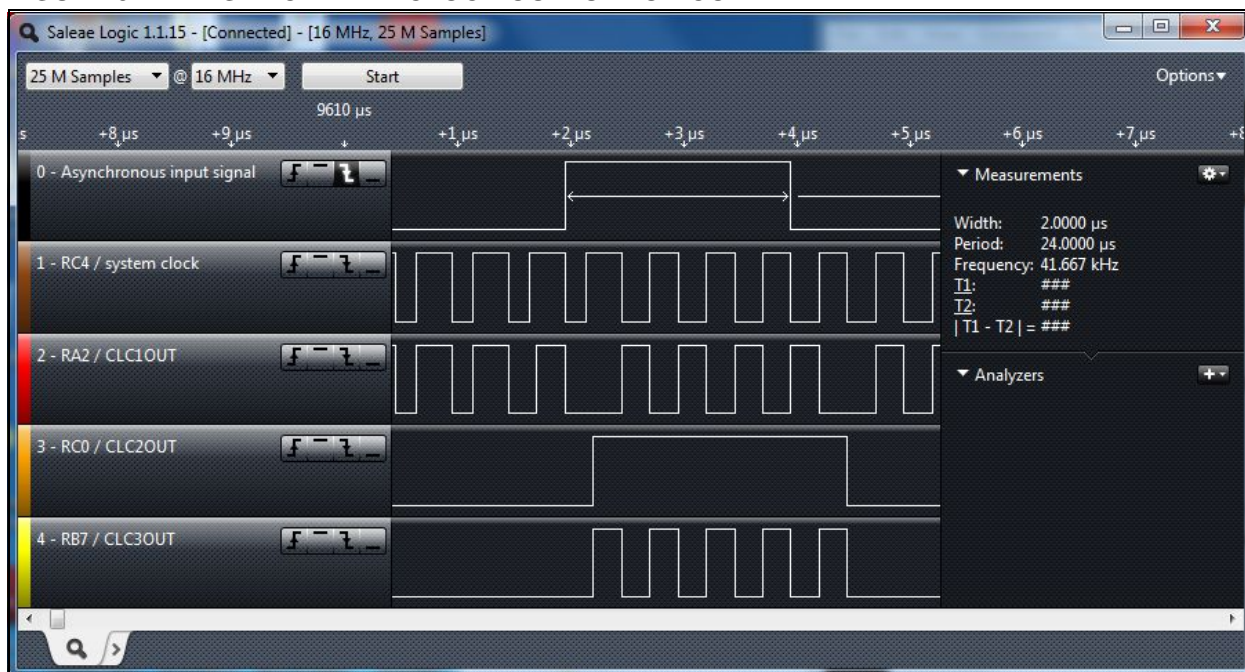 Saleae Logic 1.1.15 - [Connected] - [16 MHz, 25 M Samples]
25 M Samples @ 16 MHz Start Options
9610 µs
s +8 µs +9 µs +1 µs +2 µs +3 µs +4 µs +5 µs +6 µs +7 µs +8
0 - Asynchronous input signal
1 - RC4 / system clock
2 - RA2 / CLC1OUT
3 - RC0 / CLC2OUT
4 - RB7 / CLC3OUT
Measurements
Width: 2.0000 µs
Period: 24.0000 µs
Frequency: 41.667 kHz
T1: ###
T2: ###
| T1 - T2 | = ###
Analyzers